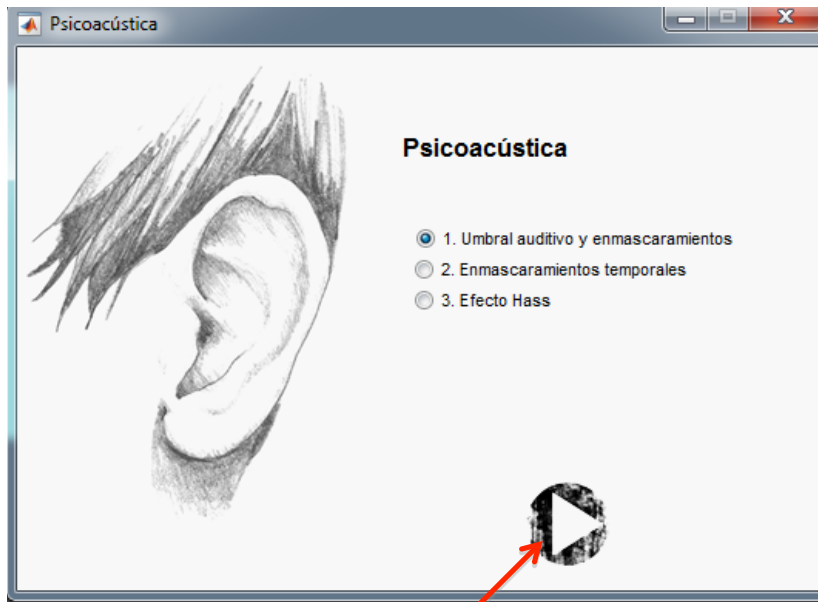 Psicoacústica
Psicoacústica
1. Umbral auditivo y enmascaramientos
2. Enmascaramientos temporales
3. Efecto Hass